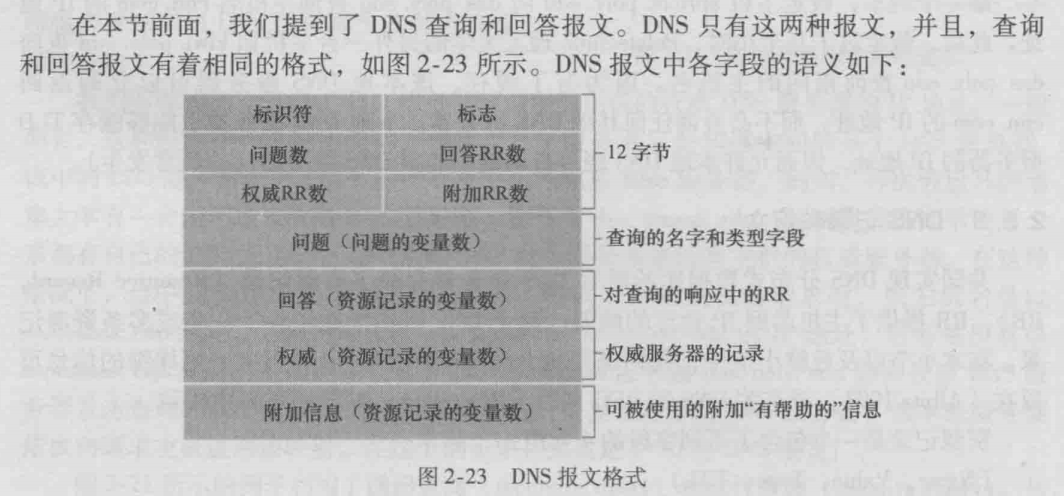 在本节前面，我们提到了 DNS 查询和回答报文。DNS 只有这两种报文，并且，查询
和回答报文有着相同的格式，如图 2-23 所示。DNS 报文中各字段的语义如下：
标识符 标志
问题数 回答RR数 12 字节
权威RR数 附加RR数
问题（问题的变量数） 查询的名字和类型字段
回答（资源记录的变量数） 对查询的响应中的RR
权威（资源记录的变量数） 权威服务器的记录
附加信息（资源记录的变量数） 可被使用的附加“有帮助的”信息
图 2-23 DNS 报文格式